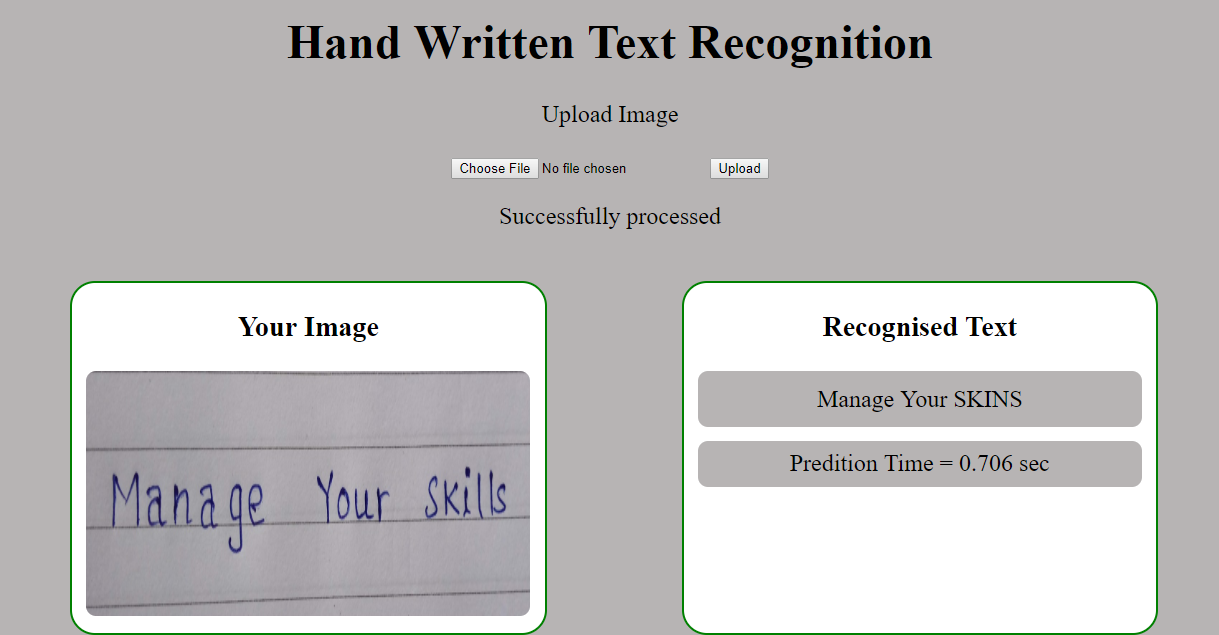 Hand Written Text Recognition
Upload Image
Choose File No file chosen Upload
Successfully processed
Your Image
Manage Your Skills
Recognised Text
Manage Your SKINS
Predition Time = 0.706 sec